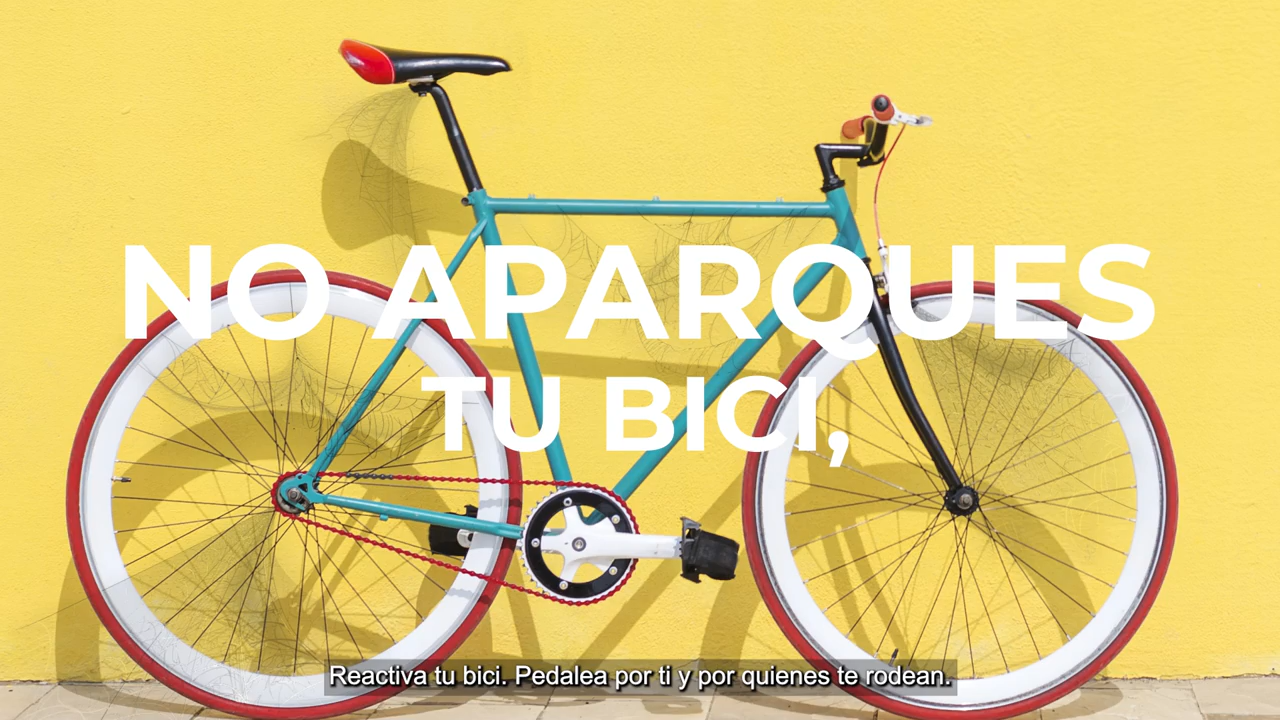 NO APARQUES
TU BICI,
Reactiva tu bici. Pedalea por ti y por quienes te rodean.